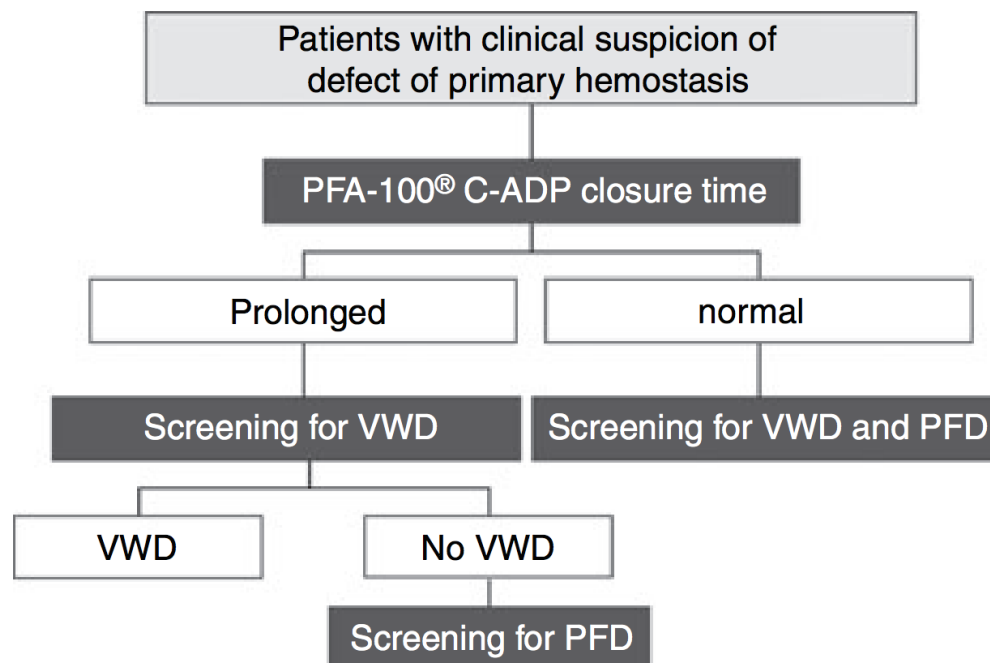 Patients with clinical suspicion of
defect of primary hemostasis
PFA-100® C-ADP closure time
Prolonged
normal
Screening for VWD
Screening for VWD and PFD
VWD
No VWD
Screening for PFD